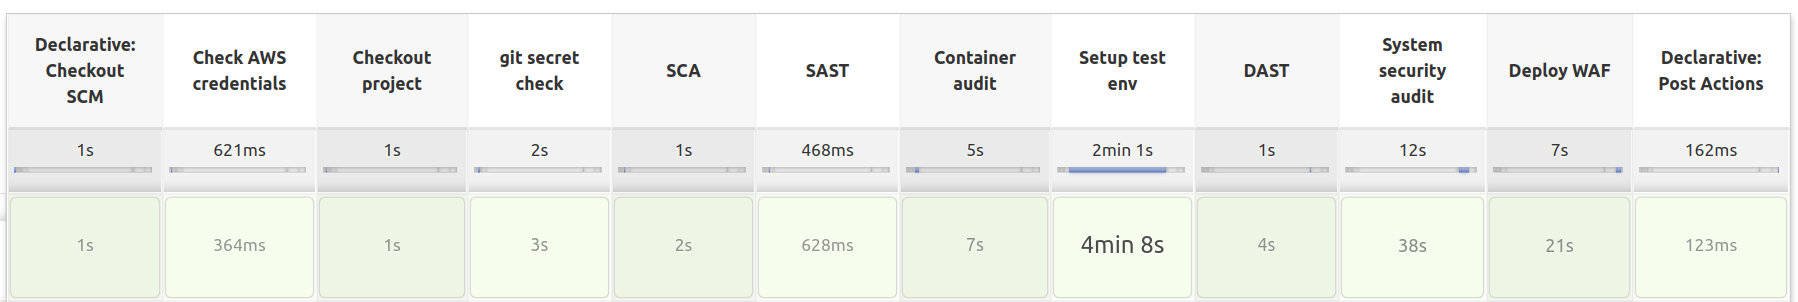 Declarative:
Checkout
SCM
Check AWS
credentials
Checkout
project
git secret
check
SCA
SAST
Container
audit
Setup test
env
DAST
System
security
audit
Deploy WAF
Declarative:
Post Actions
1s
621ms
1s
2s
1s
468ms
5s
2min 1s
1s
12s
7s
162ms
1s
364ms
1s
3s
2s
628ms
7s
4min 8s
4s
38s
21s
123ms